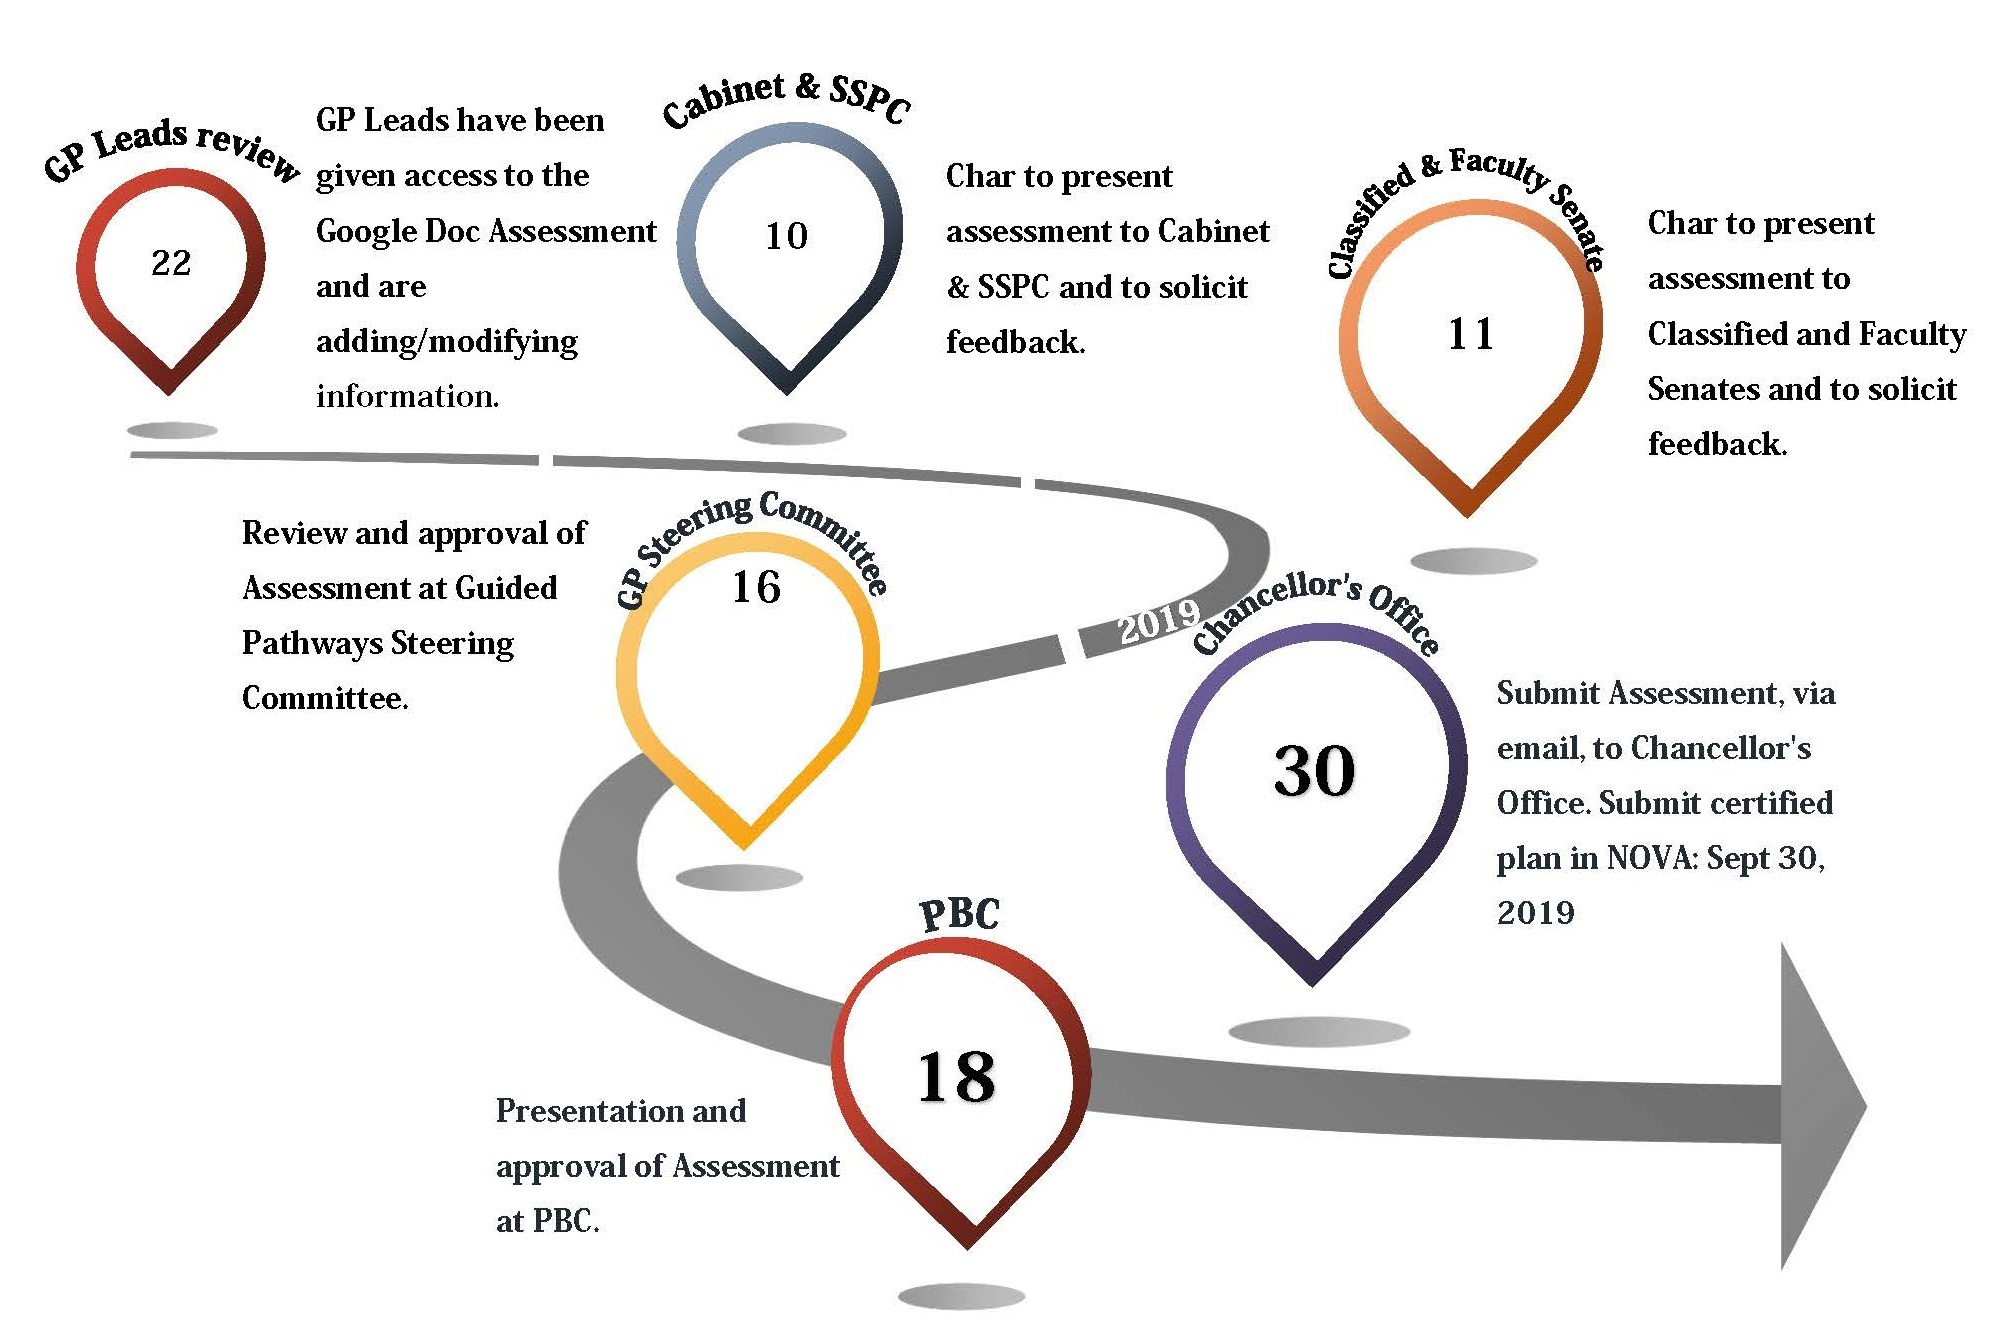 GP Leads review
22
GP Leads have been
given access to the
Google Doc Assessment
and are
adding/modifying
information.
Cabinet & SSPC
10
Char to present
assessment to Cabinet
& SSPC and to solicit
feedback.
Classified & Faculty Senate
11
Char to present
assessment to
Classified and Faculty
Senates and to solicit
feedback.
2019
GP Steering Committee
16
Review and approval of
Assessment at Guided
Pathways Steering
Committee.
PBC
18
Presentation and
approval of Assessment
at PBC.
Chancellor's Office
30
Submit Assessment, via
email, to Chancellor's
Office. Submit certified
plan in NOVA: Sept 30,
2019